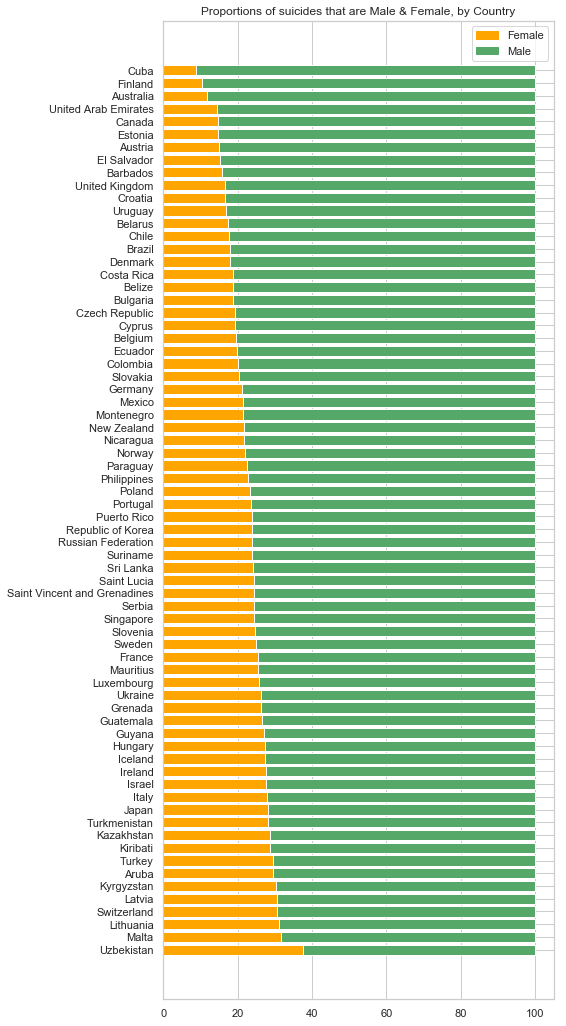 Proportions of suicides that are Male & Female, by Country
Female
Male
Cuba
Finland
Australia
United Arab Emirates
Canada
Estonia
Austria
El Salvador
Barbados
United Kingdom
Croatia
Uruguay
Belarus
Chile
Brazil
Denmark
Costa Rica
Belize
Bulgaria
Czech Republic
Cyprus
Belgium
Ecuador
Colombia
Slovakia
Germany
Mexico
Montenegro
New Zealand
Nicaragua
Norway
Paraguay
Philippines
Poland
Portugal
Puerto Rico
Republic of Korea
Russian Federation
Suriname
Sri Lanka
Saint Lucia
Saint Vincent and Grenadines
Serbia
Singapore
Slovenia
Sweden
France
Mauritius
Luxembourg
Ukraine
Grenada
Guatemala
Guyana
Hungary
Iceland
Ireland
Israel
Italy
Japan
Turkmenistan
Kazakhstan
Kiribati
Turkey
Aruba
Kyrgyzstan
Latvia
Switzerland
Lithuania
Malta
Uzbekistan
0 20 40 60 80 100